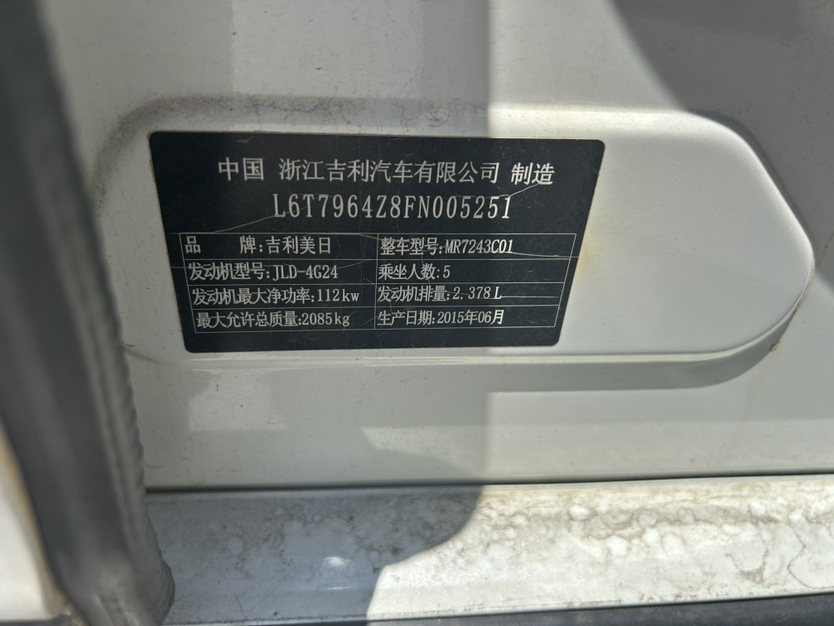 中国 浙江吉利汽车有限公司 制造
L6T7964Z8FN005251
品 牌:吉利美日 整车型号:MR7243C01
发动机型号:JLD-4G24 乘坐人数:5
发动机最大净功率:112kw 发动机排量:2.378L
最大允许总质量:2085kg 生产日期:2015年06月